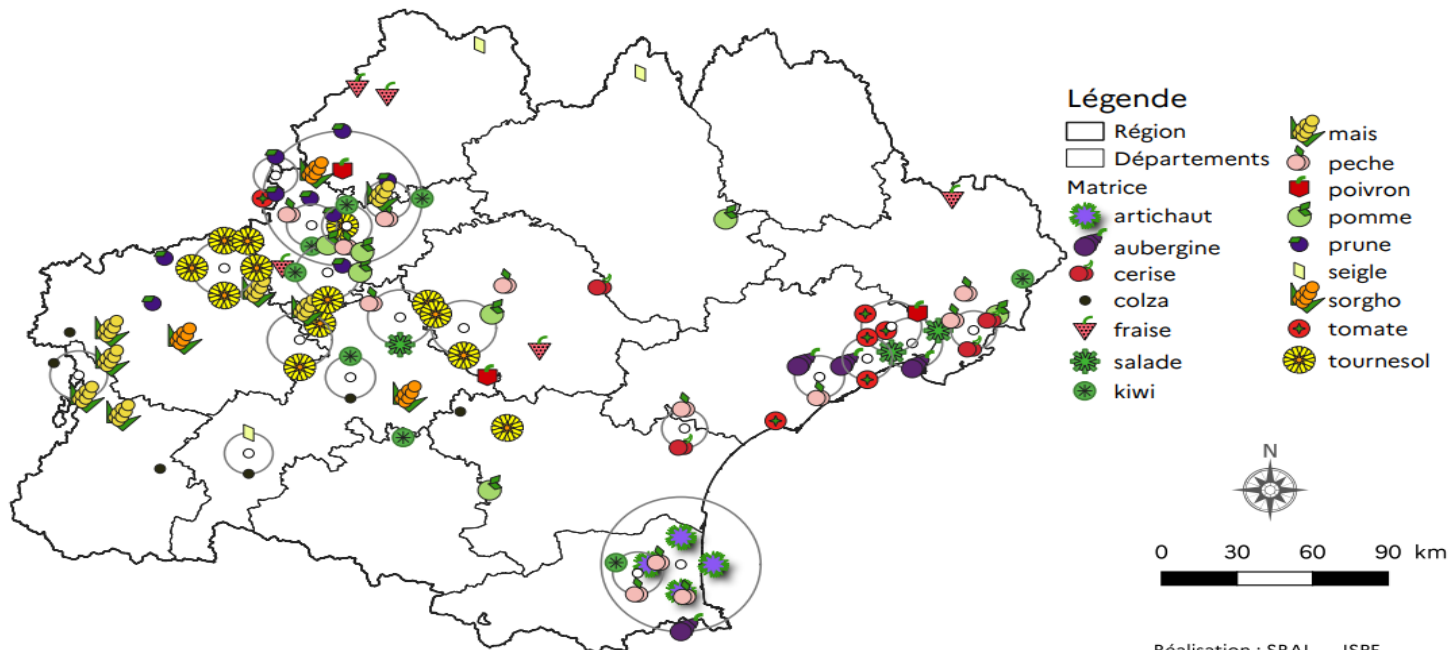 Légende
Région
Départements
Matrice
artichaut
aubergine
cerise
colza
fraise
salade
kiwi
mais
peche
poivron
pomme
prune
seigle
sorgho
tomate
tournesol
N
0 30 60 90 km
Réalisation :